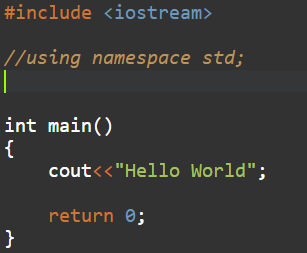 #include <iostream>
//using namespace std;
int main()
{
cout<<"Hello World";
return 0;
}